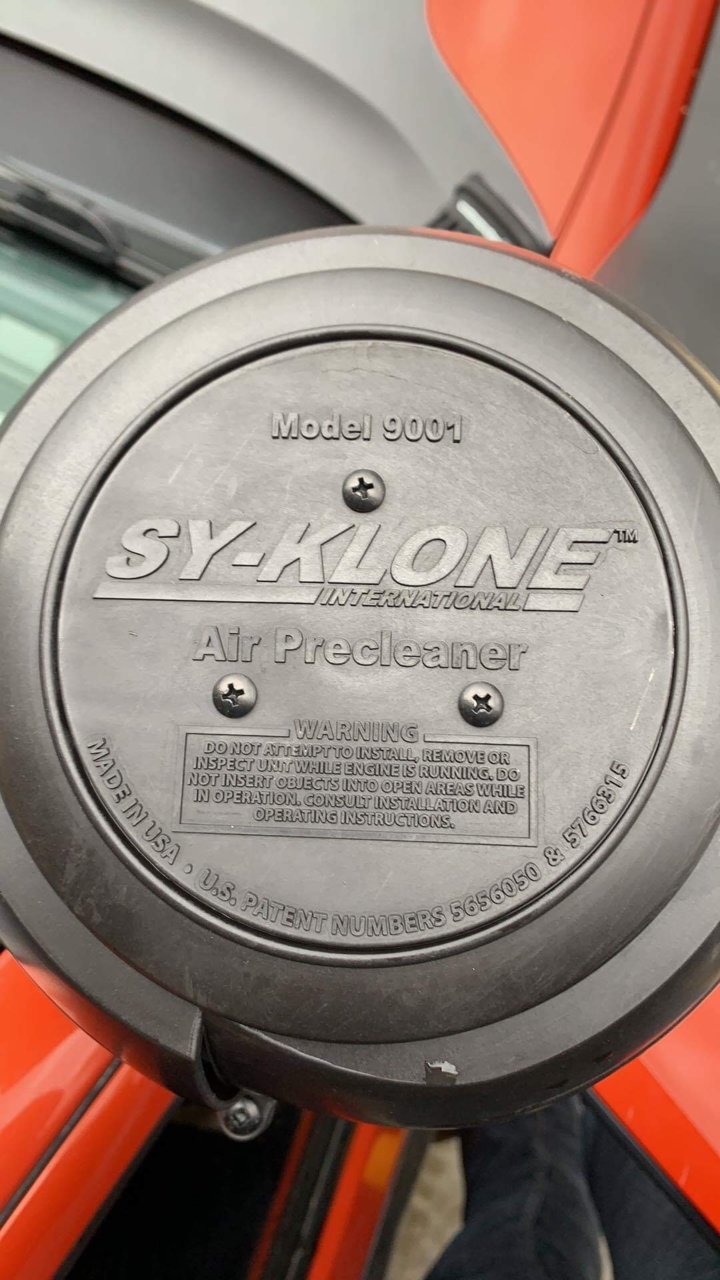 Model 9001
SY-KLONE™
INTERNATIONAL
Air Precleaner
WARNING
DO NOT ATTEMPT TO INSTALL, REMOVE OR
INSPECT UNIT WHILE ENGINE IS RUNNING. DO
NOT INSERT OBJECTS INTO OPEN AREAS WHILE
IN OPERATION. CONSULT INSTALLATION AND
OPERATING INSTRUCTIONS.
MADE IN USA • U.S. PATENT NUMBERS 5656050 & 5766315